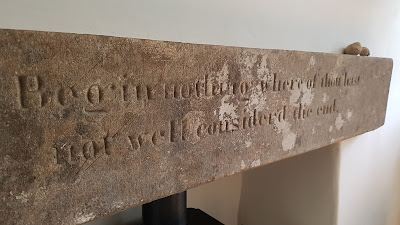 Begin nothing where of thou hast
not well considerd the end.